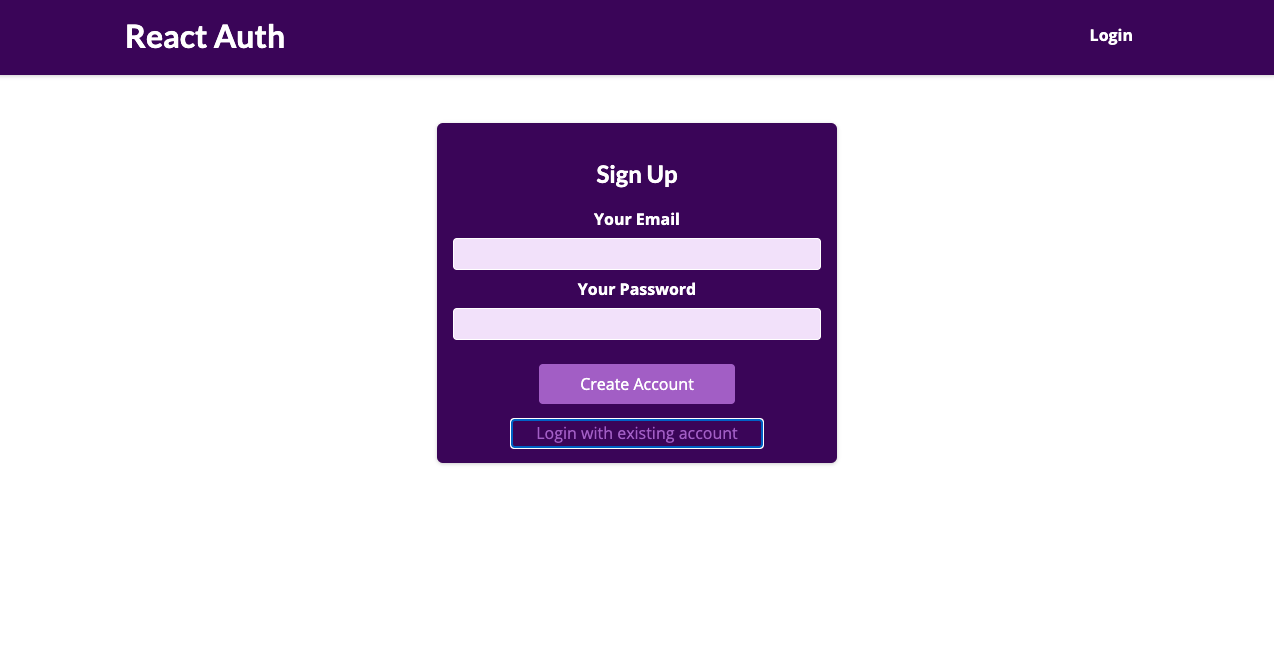 React Auth
Login
Sign Up
Your Email
Your Password
Create Account
Login with existing account